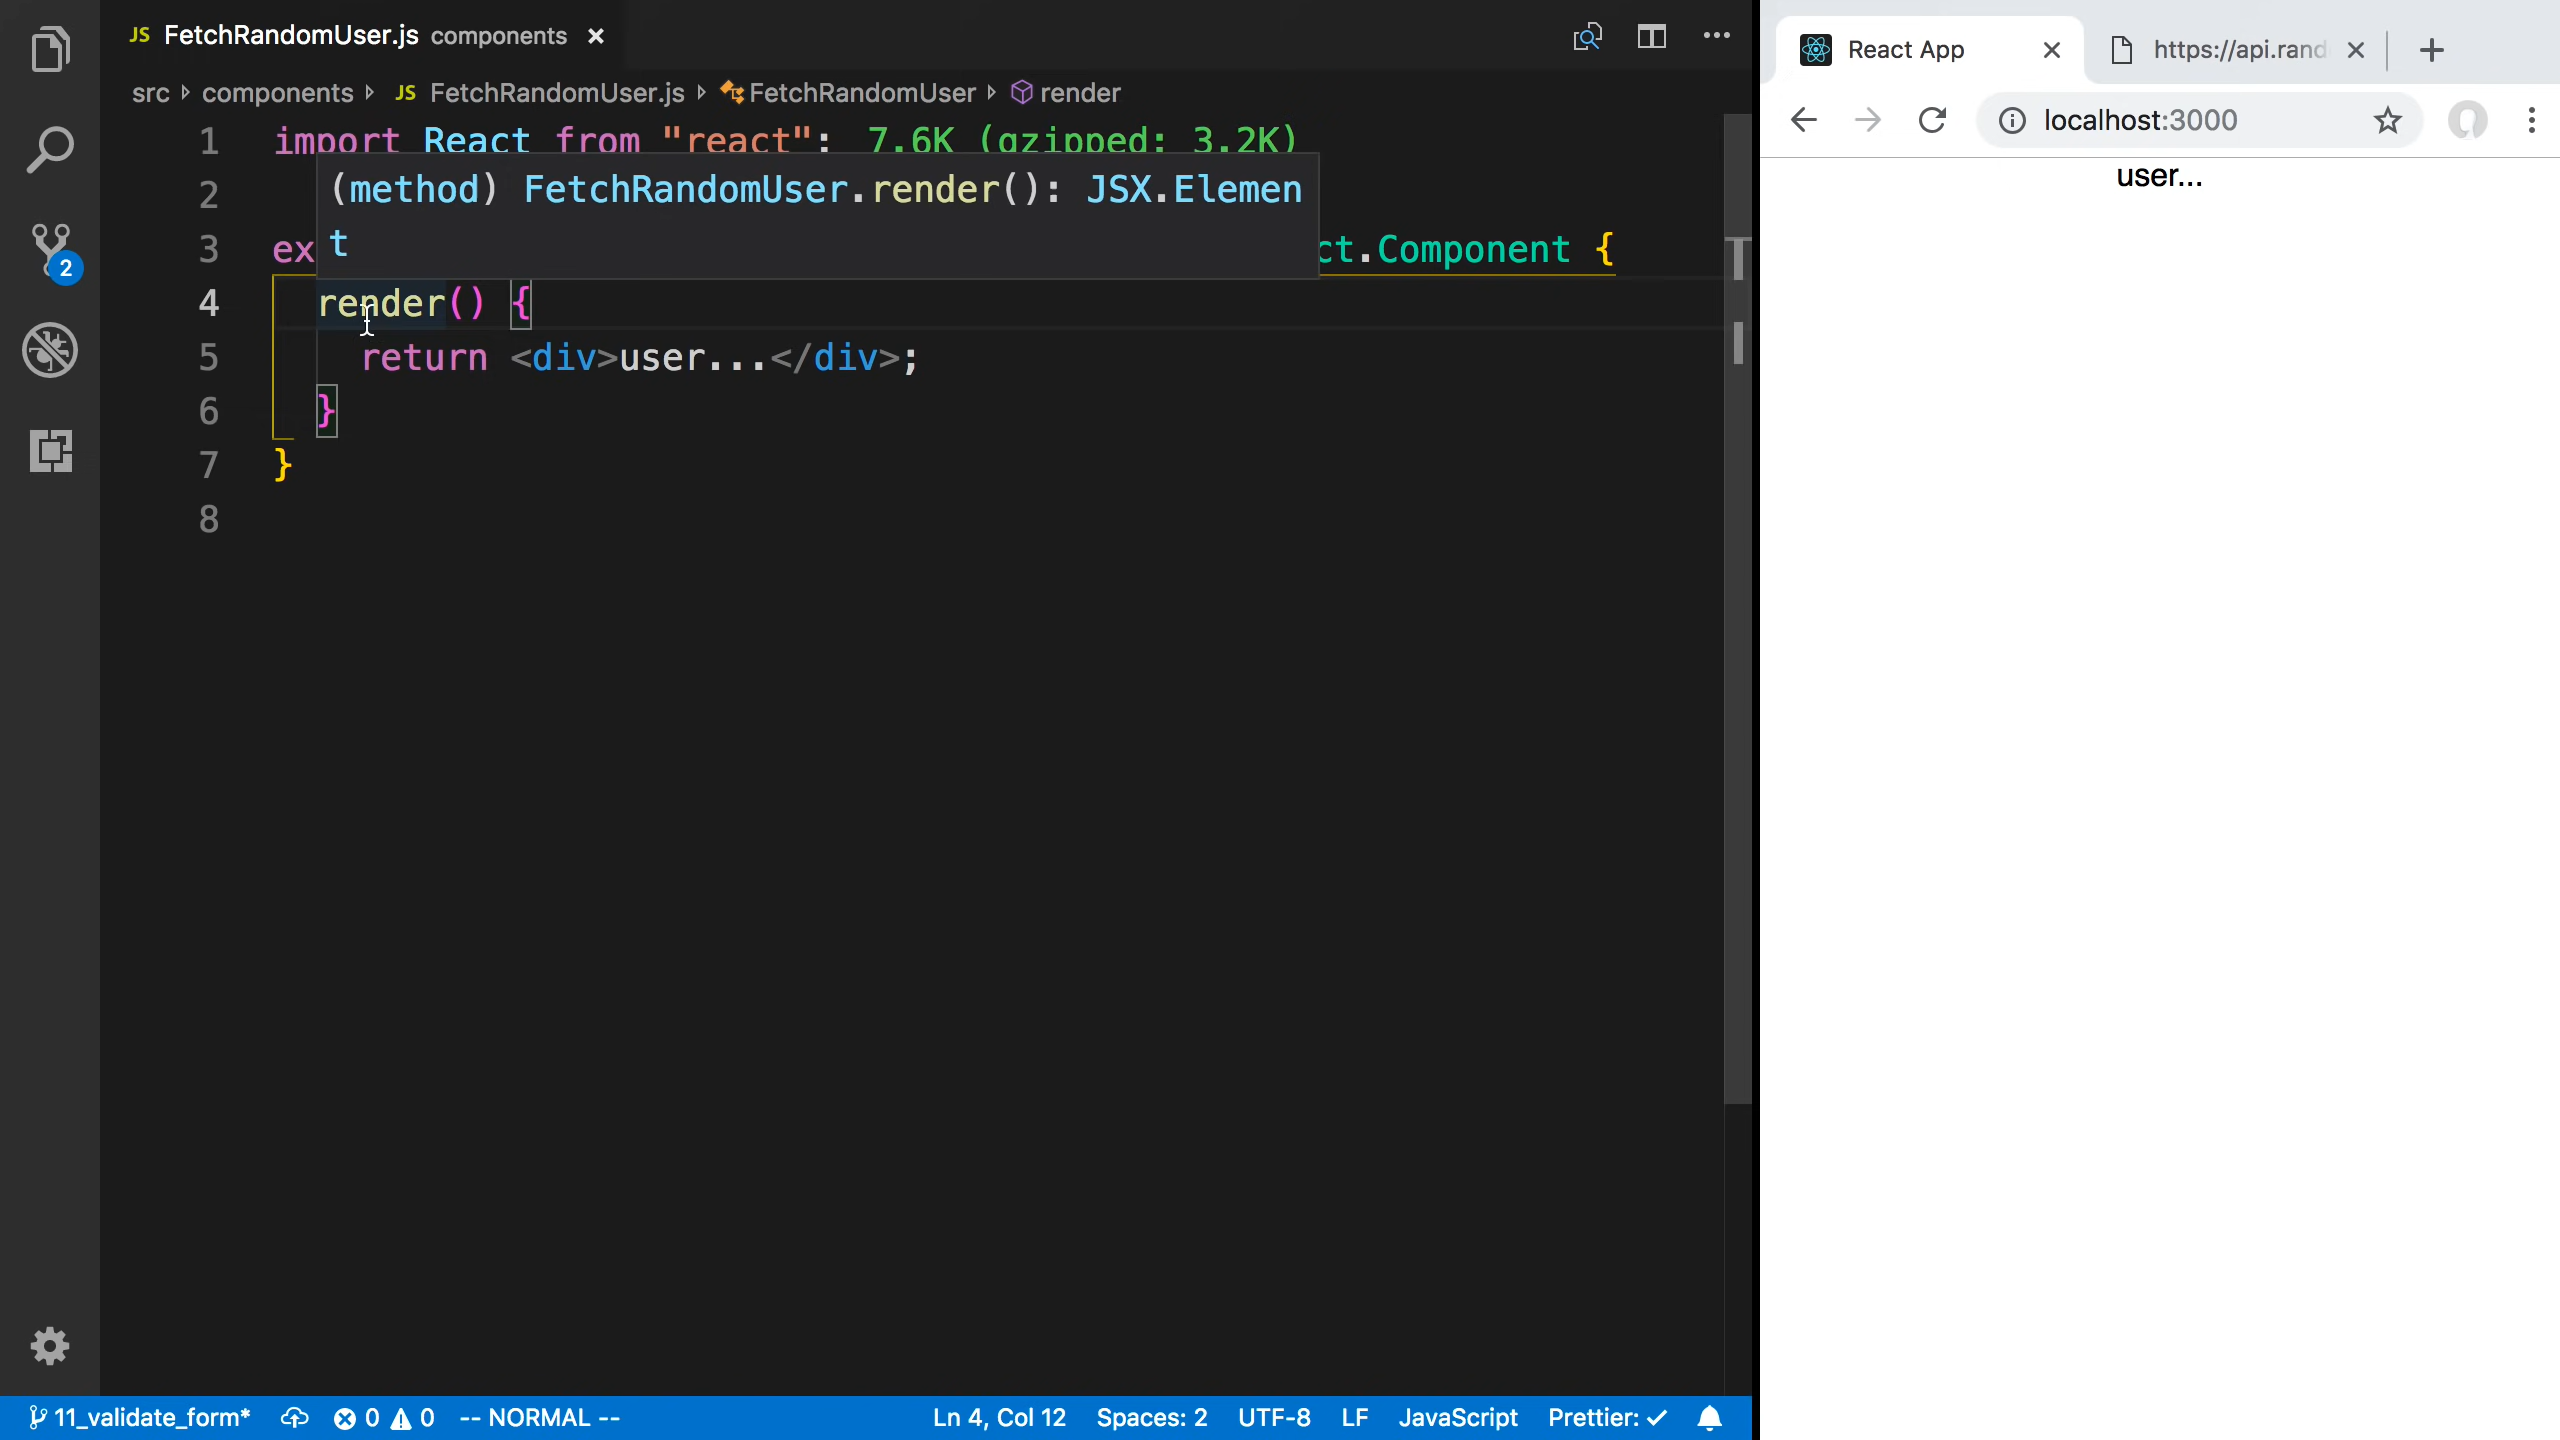 JS FetchRandomUser.js components
src components JS FetchRandomUser.js FetchRandomUser render
1 import React from "react"; 7.6K (gzipped: 3.2K)
(method) FetchRandomUser.render(): JSX.Elemen
2
t
3 ex ct.Component {
4 render() {
5 return <div>user...</div>;
6 }
7 }
8
2
11_validate_form* 0 0 -- NORMAL -- Ln 4, Col 12 Spaces: 2 UTF-8 LF JavaScript Prettier: ✓
React App https://api.rand
localhost:3000
user...